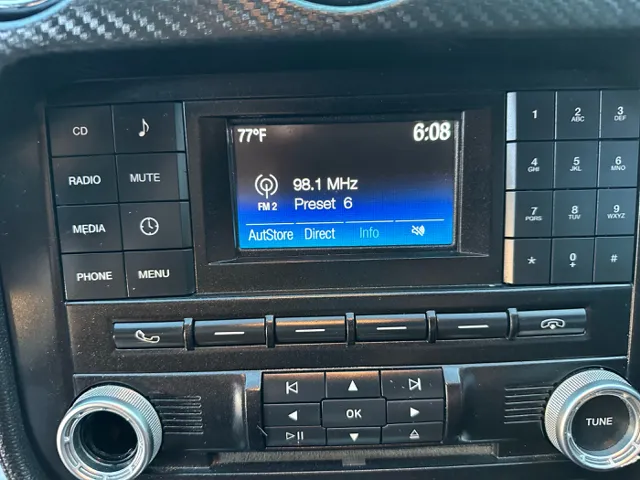 CD
RADIO MUTE
MEDIA
PHONE MENU
77°F 6:08
FM 2 98.1 MHz
Preset 6
AutStore Direct Info
1 2 ABC 3 DEF
4 GHI 5 JKL 6 MNO
7 PQRS 8 TUV 9 WXYZ
* 0 + #
OK
TUNE